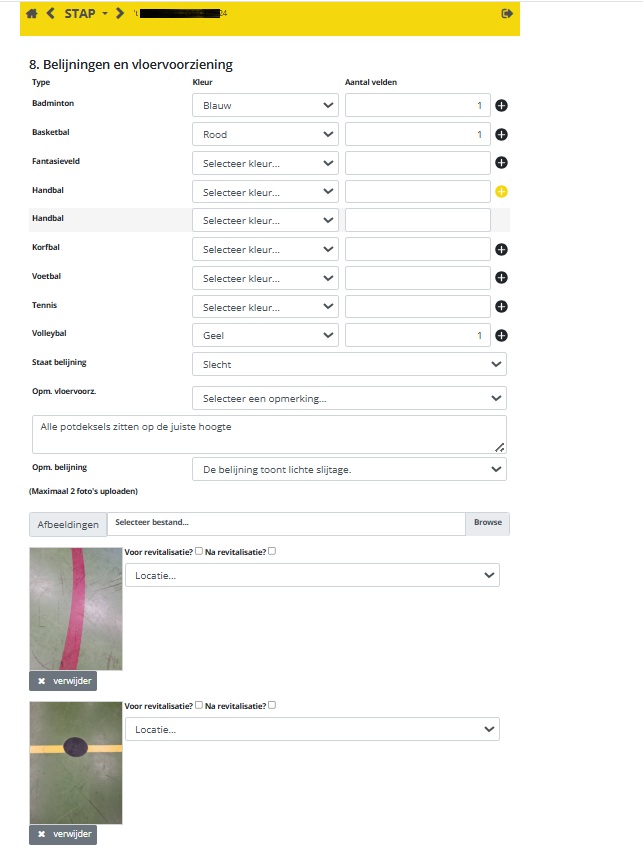 STAP 't 24
8. Belijningen en vloervoorziening
Type Kleur Aantal velden
Badminton Blauw 1
Basketbal Rood 1
Fantasieveld Selecteer kleur...
Handbal Selecteer kleur...
Handbal Selecteer kleur...
Korfbal Selecteer kleur...
Voetbal Selecteer kleur...
Tennis Selecteer kleur...
Volleybal Geel 1
Staat belijning Slecht
Opm. vloervoorz. Selecteer een opmerking...
Alle potdeksels zitten op de juiste hoogte
Opm. belijning De belijning toont lichte slijtage.
(Maximaal 2 foto's uploaden)
Afbeeldingen Selecteer bestand... Browse
Voor revitalisatie? Na revitalisatie?
Locatie...
verwijder
Voor revitalisatie? Na revitalisatie?
Locatie...
verwijder